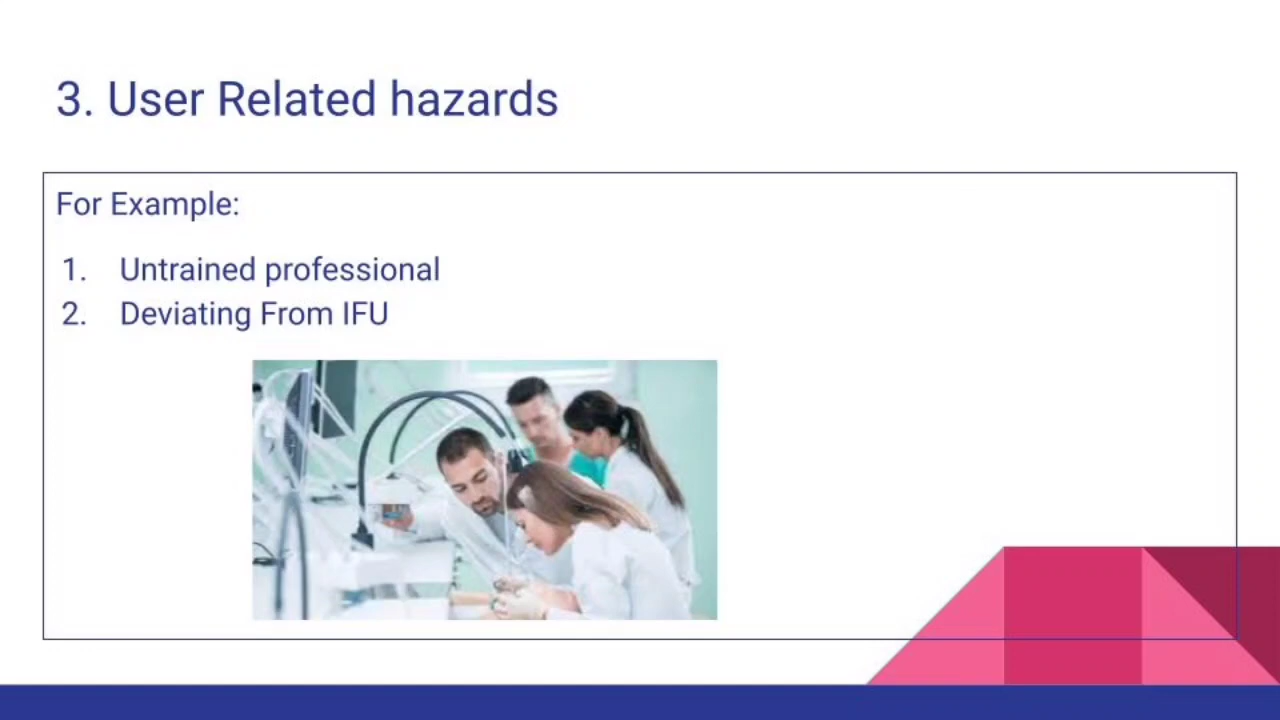 3. User Related hazards
For Example:
1. Untrained professional
2. Deviating From IFU